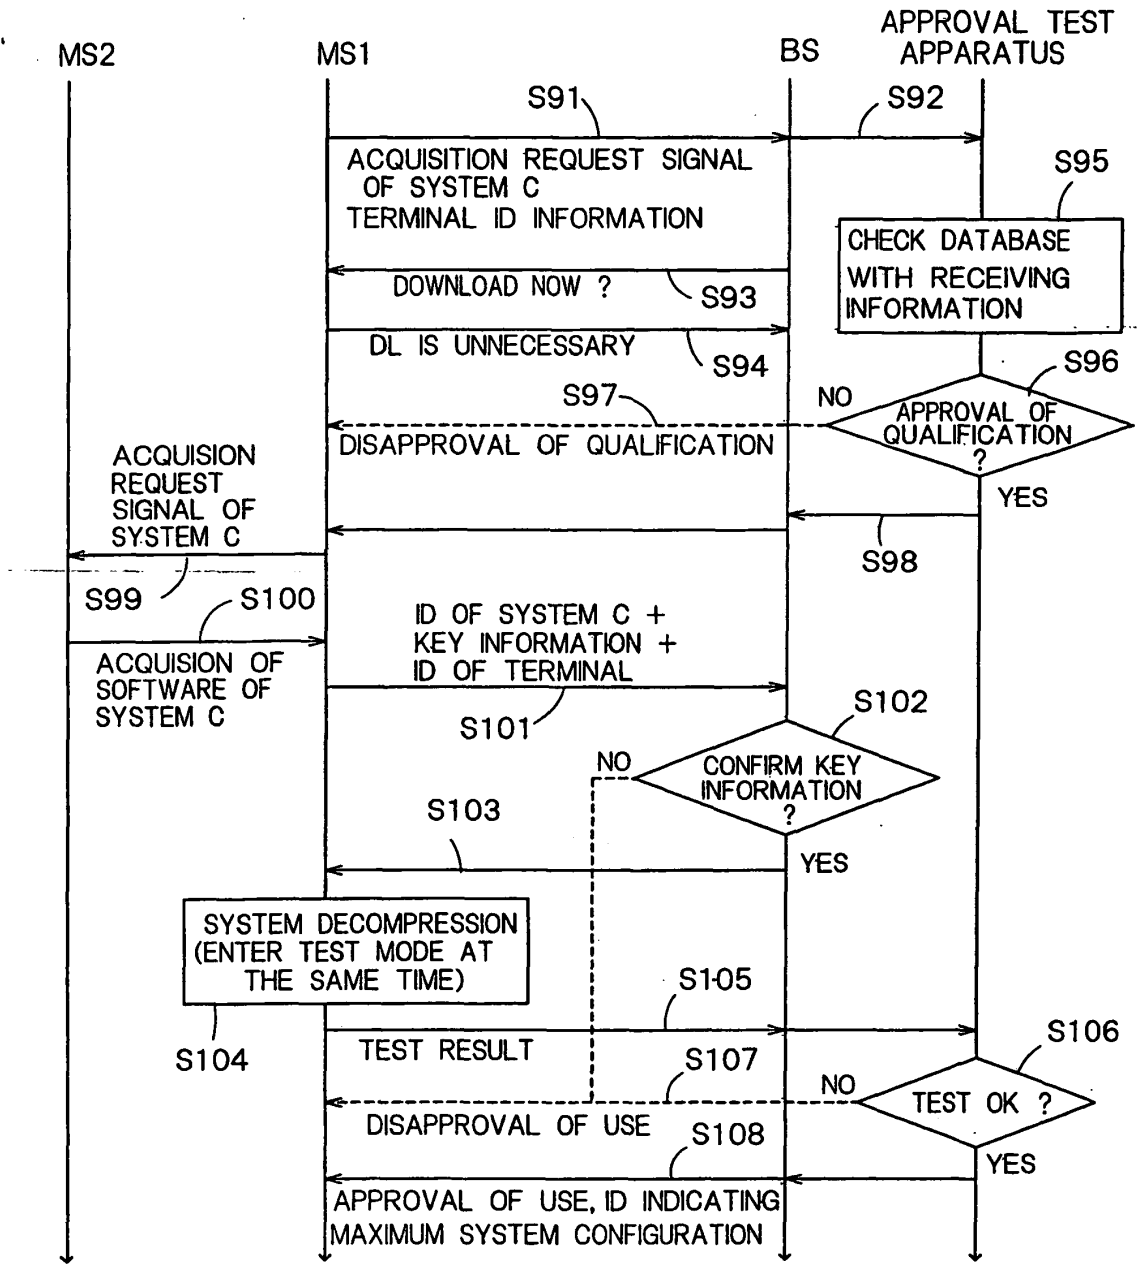 MS2
MS1
BS
APPROVAL TEST
APPARATUS
S91
S92
ACQUISITION REQUEST SIGNAL
OF SYSTEM C
TERMINAL ID INFORMATION
S95
CHECK DATABASE
WITH RECEIVING
INFORMATION
DOWNLOAD NOW ?
S93
DL IS UNNECESSARY
S94
S96
S97
NO
APPROVAL OF
QUALIFICATION
?
DISAPPROVAL OF QUALIFICATION
YES
ACQUISION
REQUEST
SIGNAL OF
SYSTEM C
S98
S99
S100
ID OF SYSTEM C +
KEY INFORMATION +
ID OF TERMINAL
ACQUISION OF
SOFTWARE OF
SYSTEM C
S101
S102
NO
CONFIRM KEY
INFORMATION
?
S103
YES
SYSTEM DECOMPRESSION
(ENTER TEST MODE AT
THE SAME TIME)
S104
S105
TEST RESULT
S106
S107
NO
TEST OK ?
DISAPPROVAL OF USE
S108
YES
APPROVAL OF USE, ID INDICATING
MAXIMUM SYSTEM CONFIGURATION